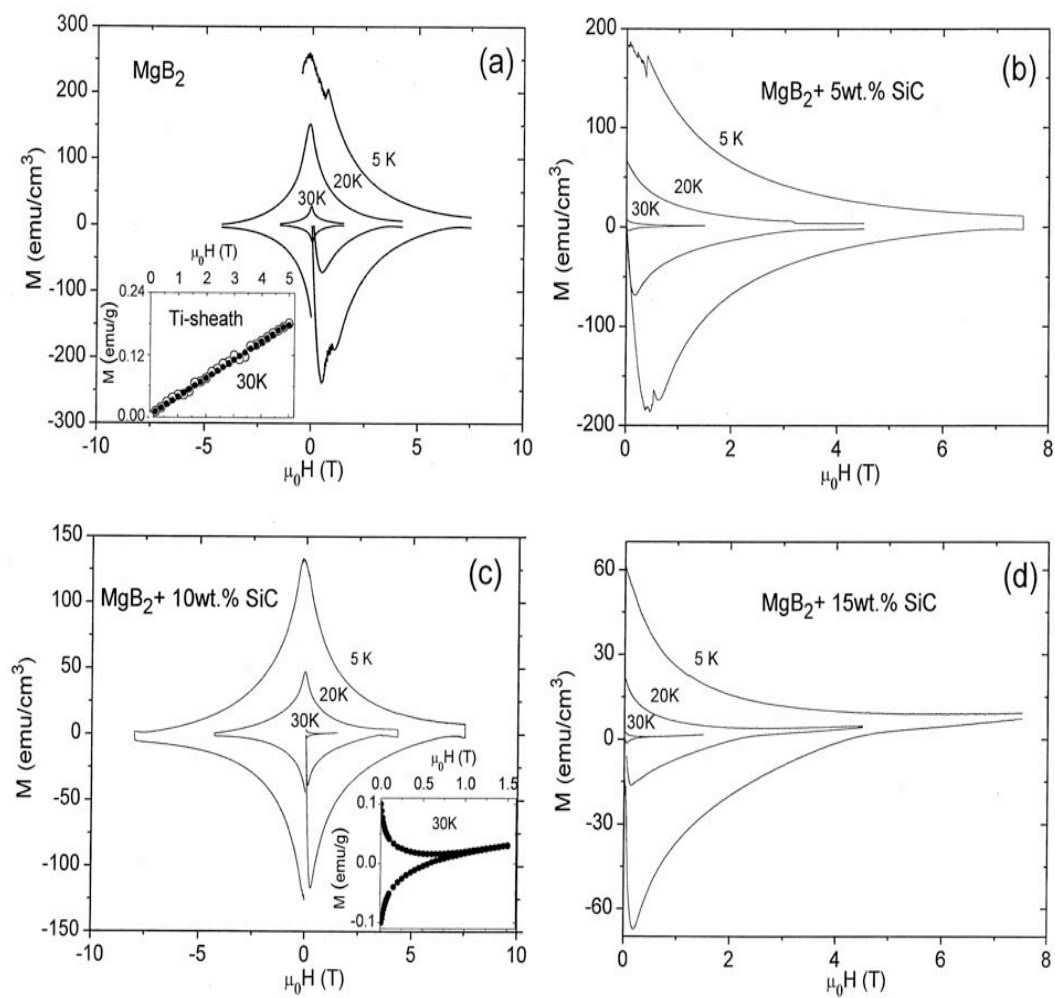 300
200
100
0
-100
-200
-300
M (emu/cm³)
MgB₂
(a)
5 K
20K
30K
μ₀H (T)
0 1 2 3 4 5
0.24
0.12
0.00
M (emu/g)
Ti-sheath
30K
-10 -5 0 5 10
μ₀H (T)
200
100
0
-100
-200
M (emu/cm³)
(b)
MgB₂+ 5wt.% SiC
5 K
20K
30K
0 2 4 6 8
μ₀H (T)
150
100
50
0
-50
-100
-150
M (emu/cm³)
(c)
MgB₂+ 10wt.% SiC
5 K
20K
30K
μ₀H (T)
0.0 0.5 1.0 1.5
0.1
0.0
-0.1
M (emu/g)
30K
-10 -5 0 5 10
μ₀H (T)
60
30
0
-30
-60
M (emu/cm³)
(d)
MgB₂+ 15wt.% SiC
5 K
20K
30K
0 2 4 6 8
μ₀H (T)